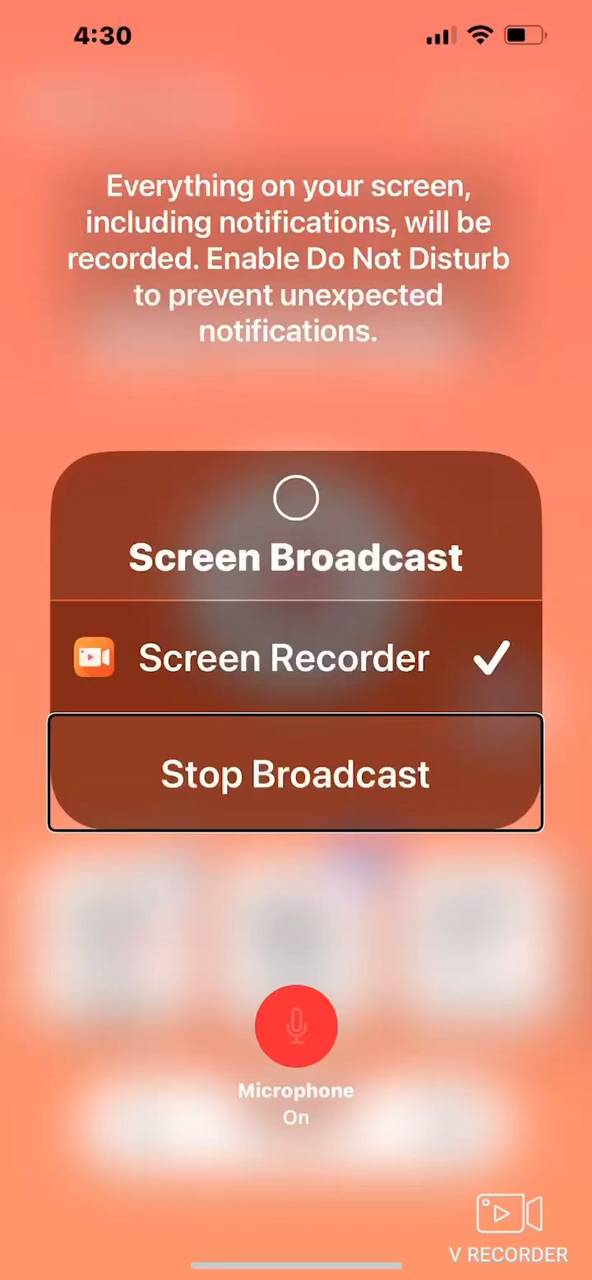 4:30
Everything on your screen,
including notifications, will be
recorded. Enable Do Not Disturb
to prevent unexpected
notifications.
Screen Broadcast
Screen Recorder
Stop Broadcast
Microphone
On
V RECORDER